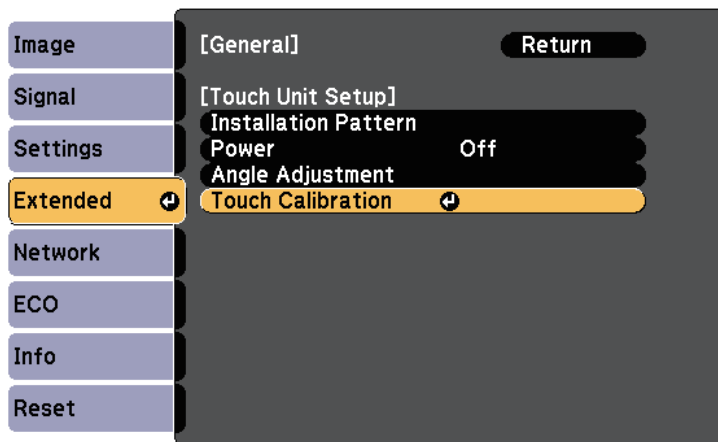 Image
Signal
Settings
Extended
Network
ECO
Info
Reset
[General] Return
[Touch Unit Setup]
Installation Pattern
Power Off
Angle Adjustment
Touch Calibration